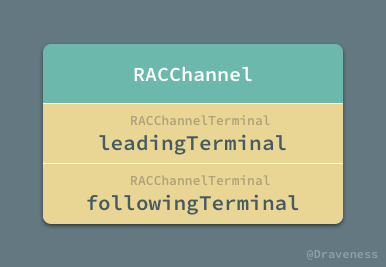 RACChannel
RACChannelTerminal
leadingTerminal
RACChannelTerminal
followingTerminal
@Draveness